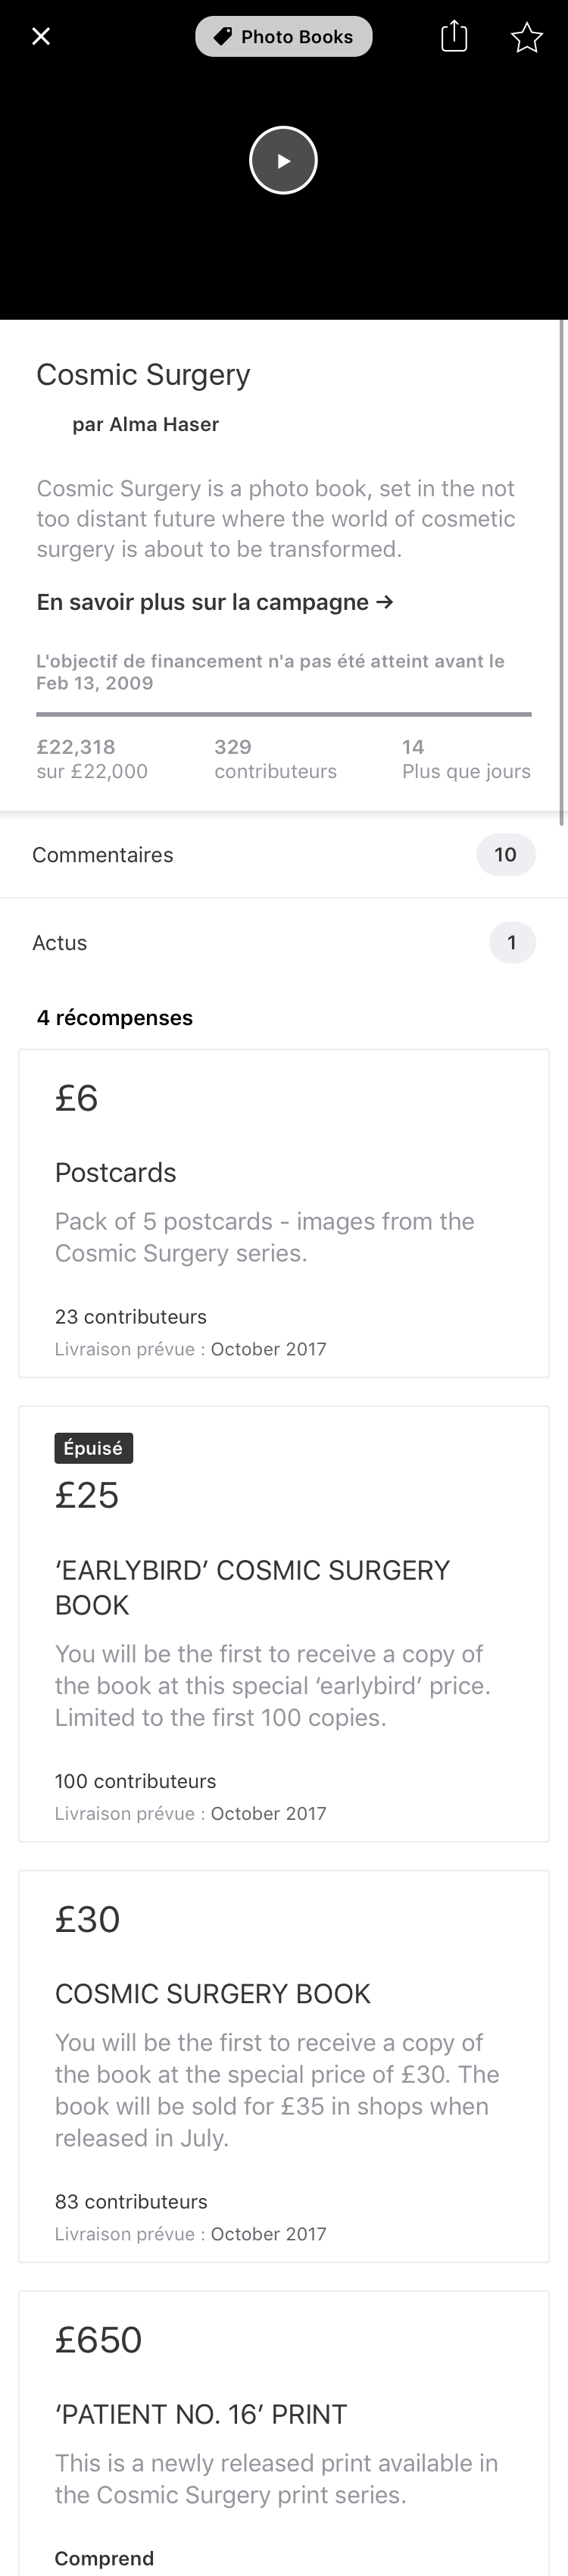 Photo Books
Cosmic Surgery
par Alma Haser
Cosmic Surgery is a photo book, set in the not
too distant future where the world of cosmetic
surgery is about to be transformed.
En savoir plus sur la campagne →
L'objectif de financement n'a pas été atteint avant le
Feb 13, 2009
£22,318 329 14
sur £22,000 contributeurs Plus que jours
Commentaires 10
Actus 1
4 récompenses
£6
Postcards
Pack of 5 postcards - images from the
Cosmic Surgery series.
23 contributeurs
Livraison prévue : October 2017
Épuisé
£25
‘EARLYBIRD’ COSMIC SURGERY
BOOK
You will be the first to receive a copy of
the book at this special ‘earlybird’ price.
Limited to the first 100 copies.
100 contributeurs
Livraison prévue : October 2017
£30
COSMIC SURGERY BOOK
You will be the first to receive a copy of
the book at the special price of £30. The
book will be sold for £35 in shops when
released in July.
83 contributeurs
Livraison prévue : October 2017
£650
‘PATIENT NO. 16’ PRINT
This is a newly released print available in
the Cosmic Surgery print series.
Comprend